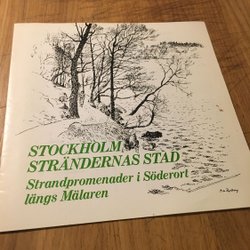 STOCKHOLM,
STRÄNDERNAS STAD
Strandpromenader i Söderort
längs Mälaren